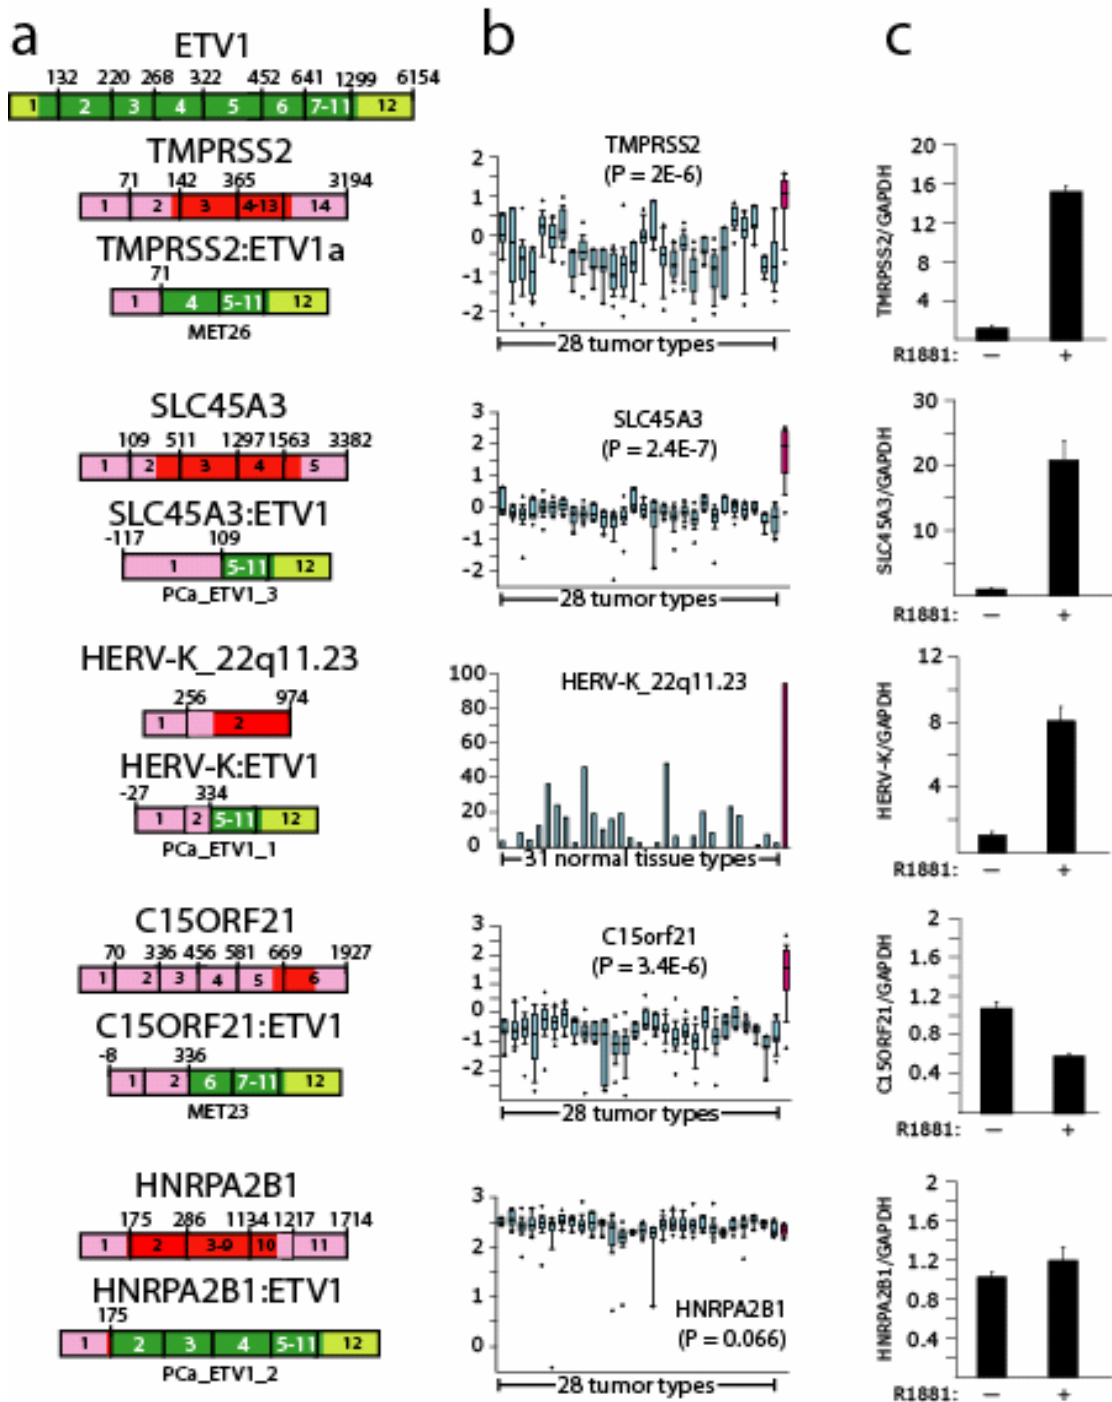 a
ETV1
132 220 268 322 452 641 1299 6154
1 2 3 4 5 6 7-11 12
TMPRSS2
71 142 365 3194
1 2 3 4-13 14
TMPRSS2:ETV1a
71
1 4 5-11 12
MET26
SLC45A3
109 511 1297 1563 3382
1 2 3 4 5
SLC45A3:ETV1
-117 109
1 5-11 12
PCa_ETV1_3
HERV-K_22q11.23
256 974
1 2
HERV-K:ETV1
-27 334
1 2 5-11 12
PCa_ETV1_1
C15ORF21
70 336 456 581 669 1927
1 2 3 4 5 6
C15ORF21:ETV1
-8 336
1 2 6 7-11 12
MET23
HNRPA2B1
175 286 1134 1217 1714
1 2 3-9 10 11
HNRPA2B1:ETV1
175
1 2 3 4 5-11 12
PCa_ETV1_2
b
TMPRSS2
(P = 2E-6)
2
1
0
-1
-2
28 tumor types
SLC45A3
(P = 2.4E-7)
3
2
1
0
-1
-2
28 tumor types
HERV-K_22q11.23
100
80
60
40
20
0
31 normal tissue types
C15orf21
(P = 3.4E-6)
3
2
1
0
-1
-2
28 tumor types
3
2
1
0
HNRPA2B1
(P = 0.066)
28 tumor types
c
TMRPSS2/GAPDH
20
16
12
8
4
R1881: — +
SLC45A3/GAPDH
30
20
10
R1881: — +
HERV-K/GAPDH
12
8
4
R1881: — +
C15ORF21/GAPDH
2
1.6
1.2
0.8
0.4
R1881: — +
HNRPA2B1/GAPDH
2
1.6
1.2
0.8
0.4
R1881: — +